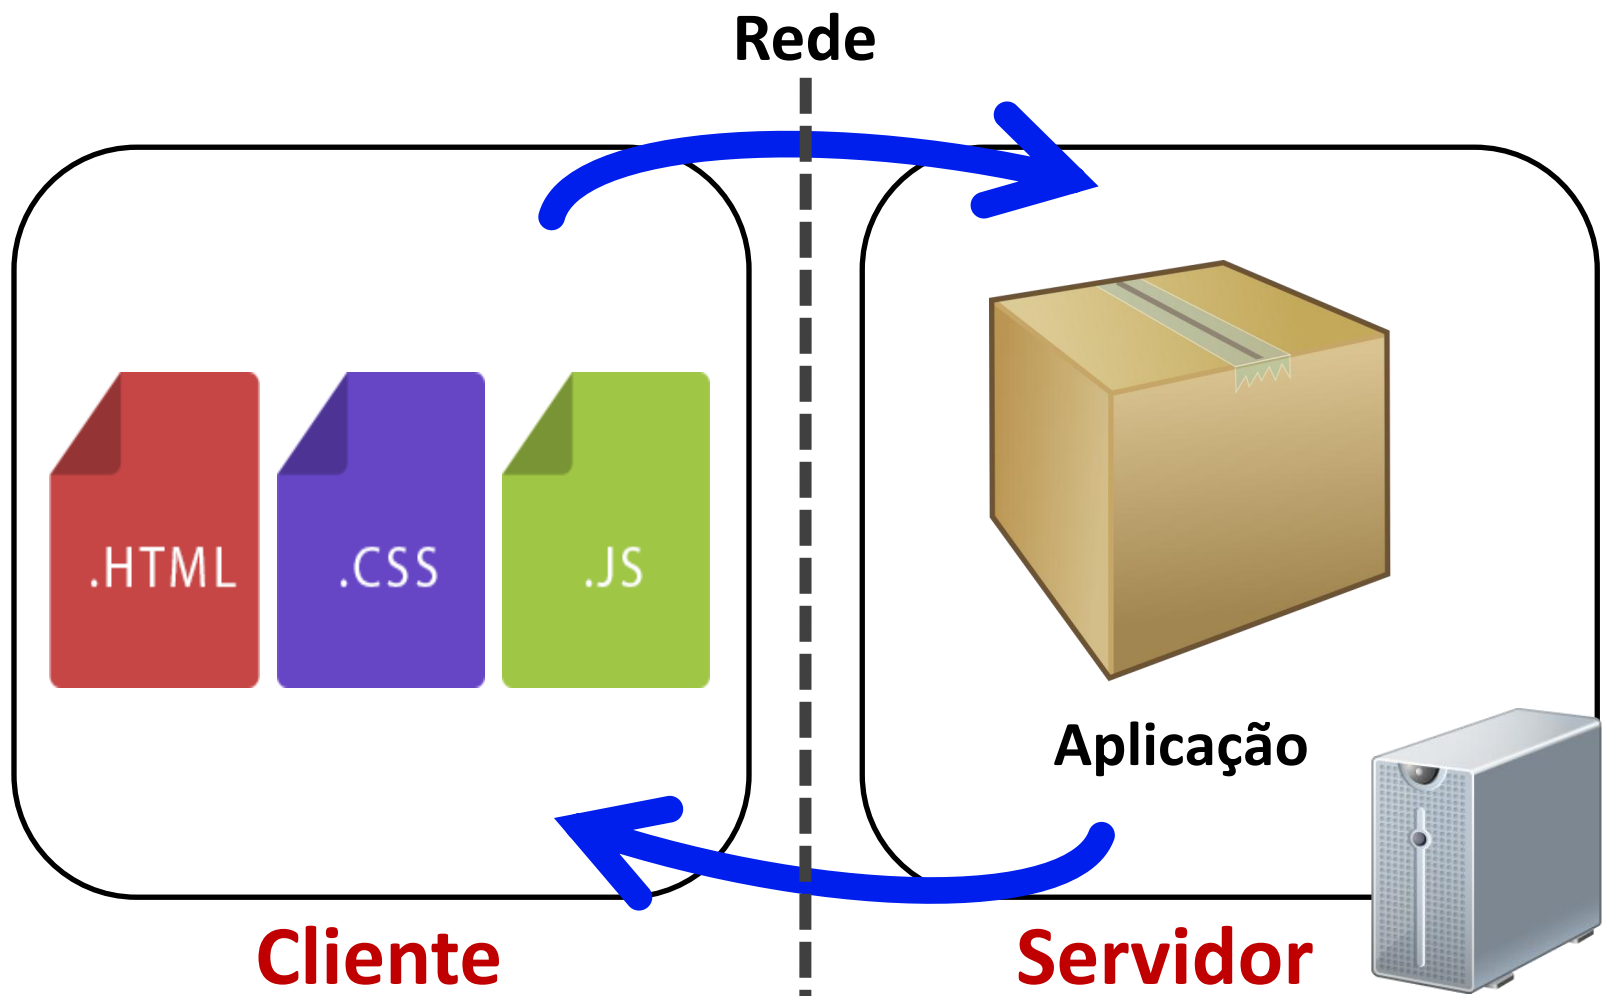 Rede
.HTML
.CSS
.JS
Aplicação
Cliente
Servidor